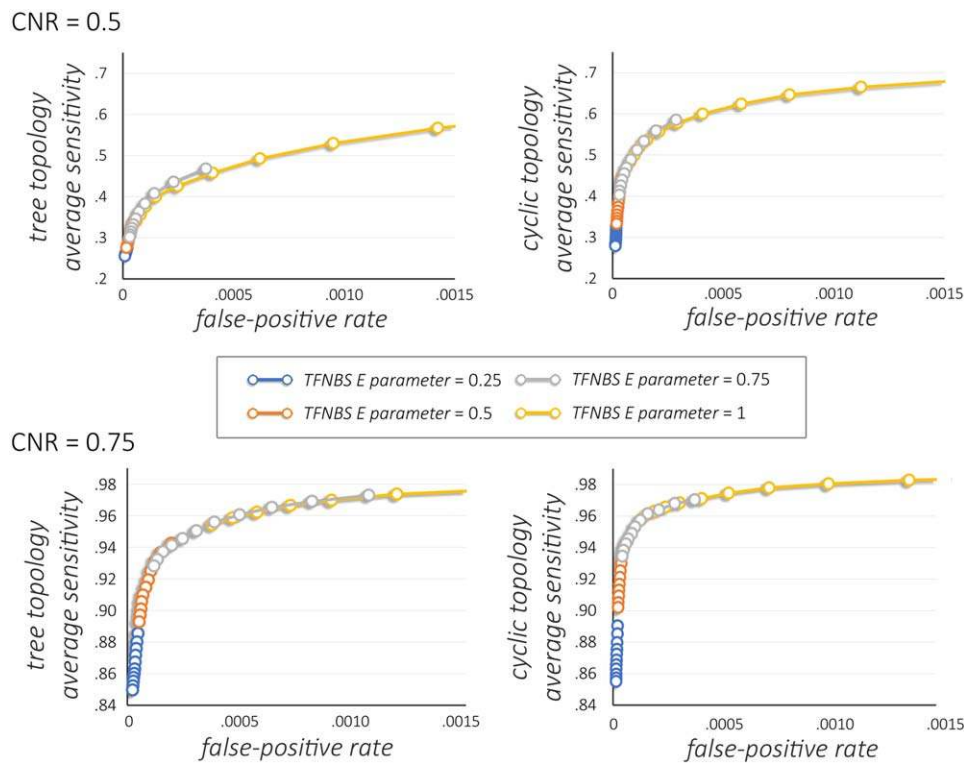 CNR = 0.5
tree topology
average sensitivity
.7
.6
.5
.4
.3
.2
0 .0005 .0010 .0015
false-positive rate
cyclic topology
average sensitivity
.7
.6
.5
.4
.3
.2
0 .0005 .0010 .0015
false-positive rate
TFNBS E parameter = 0.25 TFNBS E parameter = 0.75
TFNBS E parameter = 0.5 TFNBS E parameter = 1
CNR = 0.75
tree topology
average sensitivity
.98
.96
.94
.92
.90
.88
.86
.84
0 .0005 .0010 .0015
false-positive rate
cyclic topology
average sensitivity
.98
.96
.94
.92
.90
.88
.86
.84
0 .0005 .0010 .0015
false-positive rate